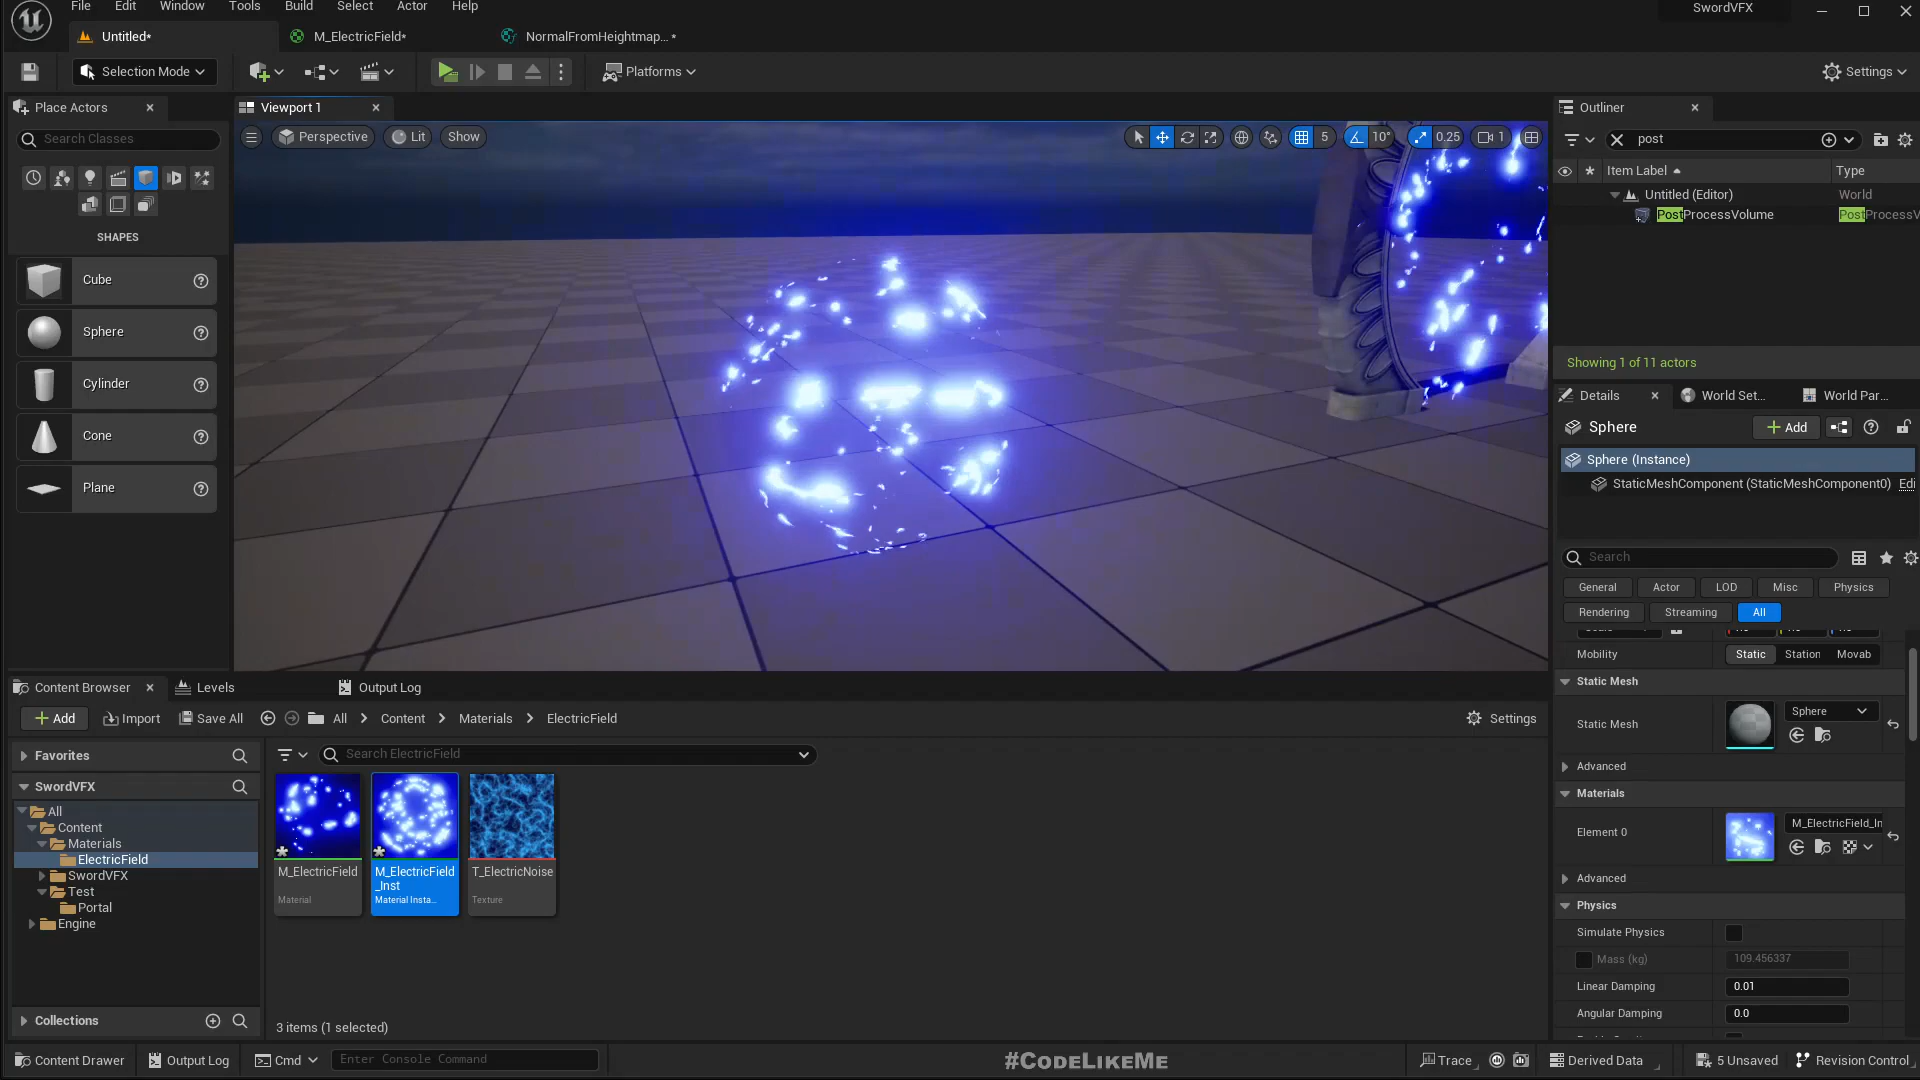 File Edit Window Tools Build Select Actor Help
SwordVFX
Untitled*
M_ElectricField*
NormalFromHeightmap... *
Selection Mode
Platforms
Settings
Place Actors
Search Classes
SHAPES
Cube
Sphere
Cylinder
Cone
Plane
Viewport 1
Perspective
Lit
Show
5
10°
0.25
1
Outliner
post
Item Label
Type
Untitled (Editor)
World
PostProcessVolume
PostProcessV
Showing 1 of 11 actors
Details
World Set...
World Par...
Sphere
Add
Sphere (Instance)
StaticMeshComponent (StaticMeshComponent0)
Edi
Search
General
Actor
LOD
Misc
Physics
Rendering
Streaming
All
Mobility
Static
Station
Movab
Static Mesh
Static Mesh
Sphere
Advanced
Materials
Element 0
M_ElectricField_In
Advanced
Physics
Simulate Physics
Mass (kg)
109.456337
Linear Damping
0.01
Angular Damping
0.0
Content Browser
Levels
Output Log
Add
Import
Save All
All
Content
Materials
ElectricField
Settings
Favorites
Search ElectricField
SwordVFX
All
Content
Materials
ElectricField
SwordVFX
Test
Portal
Engine
Collections
M_ElectricField
Material
M_ElectricField
_Inst
Material Insta...
T_ElectricNoise
Texture
3 items (1 selected)
Content Drawer
Output Log
Cmd
Enter Console Command
#CodeLikeMe
Trace
Derived Data
5 Unsaved
Revision Control